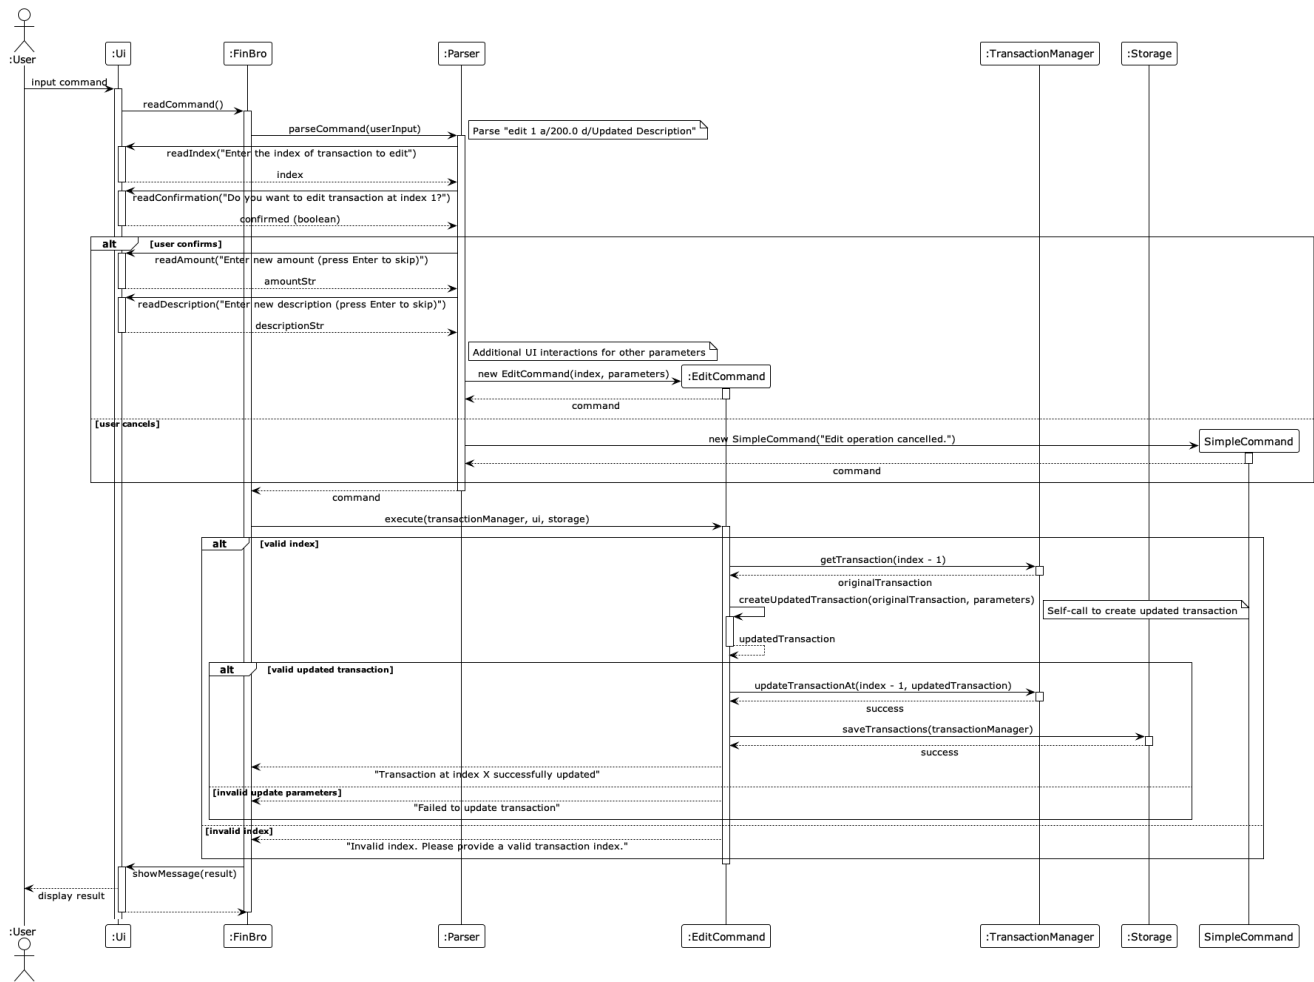 :User
:Ui
:FinBro
:Parser
:TransactionManager
:Storage
input command
readCommand()
parseCommand(userInput)
Parse "edit 1 a/200.0 d/Updated Description"
readIndex("Enter the index of transaction to edit")
index
readConfirmation("Do you want to edit transaction at index 1?")
confirmed (boolean)
alt
[user confirms]
readAmount("Enter new amount (press Enter to skip)")
amountStr
readDescription("Enter new description (press Enter to skip)")
descriptionStr
Additional UI interactions for other parameters
new EditCommand(index, parameters)
:EditCommand
command
[user cancels]
new SimpleCommand("Edit operation cancelled.")
SimpleCommand
command
command
execute(transactionManager, ui, storage)
alt
[valid index]
getTransaction(index - 1)
originalTransaction
createUpdatedTransaction(originalTransaction, parameters)
Self-call to create updated transaction
updatedTransaction
alt
[valid updated transaction]
updateTransactionAt(index - 1, updatedTransaction)
success
saveTransactions(transactionManager)
success
"Transaction at index X successfully updated"
[invalid update parameters]
"Failed to update transaction"
[invalid index]
"Invalid index. Please provide a valid transaction index."
showMessage(result)
display result
:User
:Ui
:FinBro
:Parser
:EditCommand
:TransactionManager
:Storage
SimpleCommand